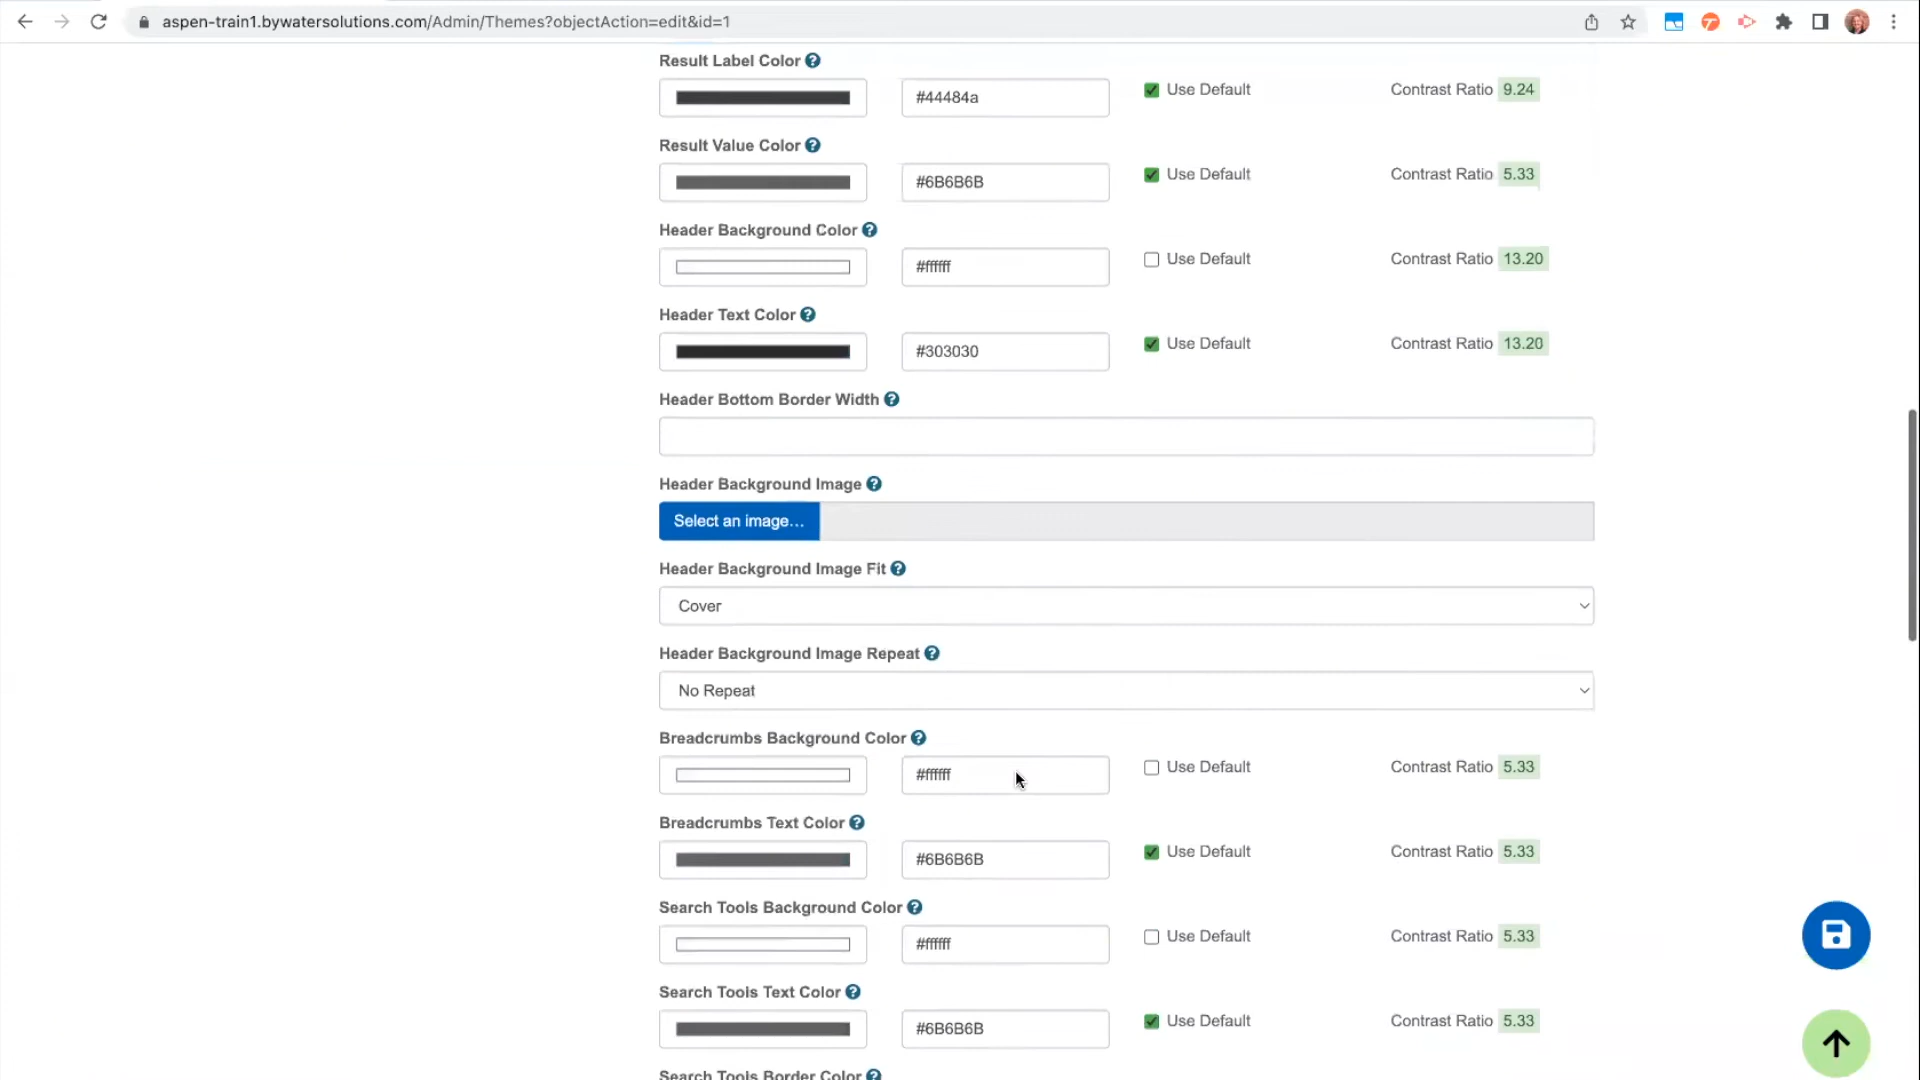 aspen-train1.bywatersolutions.com/Admin/Themes?objectAction=edit&id=1
Result Label Color ?
#44484a
Use Default
Contrast Ratio 9.24
Result Value Color ?
#6B6B6B
Use Default
Contrast Ratio 5.33
Header Background Color ?
#ffffff
Use Default
Contrast Ratio 13.20
Header Text Color ?
#303030
Use Default
Contrast Ratio 13.20
Header Bottom Border Width ?
Header Background Image ?
Select an image...
Header Background Image Fit ?
Cover
Header Background Image Repeat ?
No Repeat
Breadcrumbs Background Color ?
#ffffff
Use Default
Contrast Ratio 5.33
Breadcrumbs Text Color ?
#6B6B6B
Use Default
Contrast Ratio 5.33
Search Tools Background Color ?
#ffffff
Use Default
Contrast Ratio 5.33
Search Tools Text Color ?
#6B6B6B
Use Default
Contrast Ratio 5.33
Search Tools Border Color ?